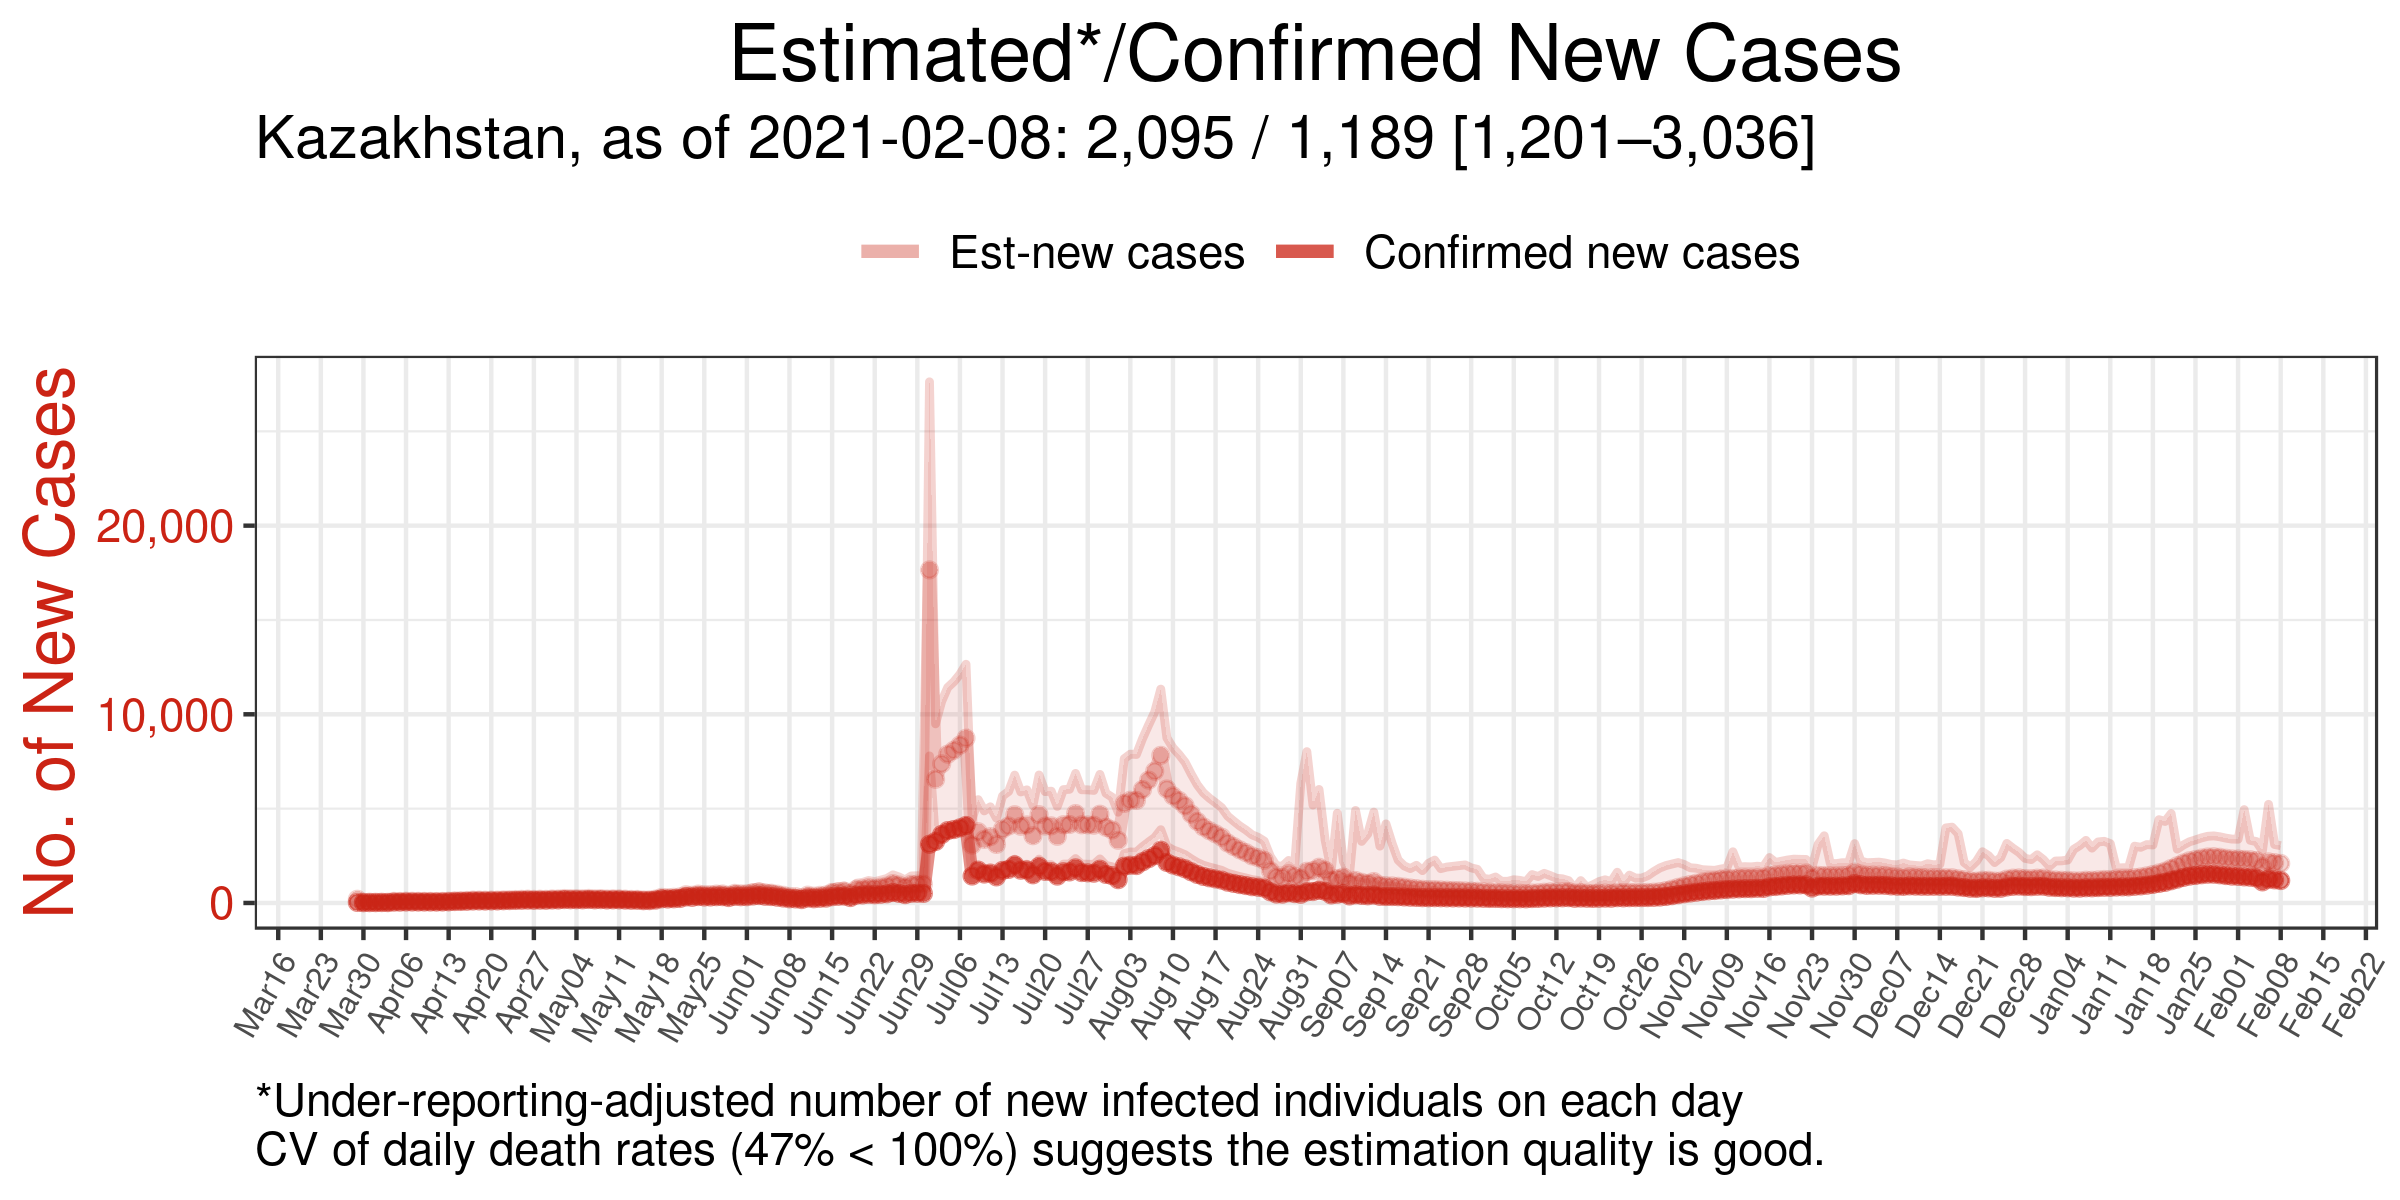 Estimated*/Confirmed New Cases
Kazakhstan, as of 2021-02-08: 2,095 / 1,189 [1,201–3,036]
Est-new cases Confirmed new cases
No. of New Cases
20,000
10,000
0
Mar16 Mar23 Mar30 Apr06 Apr13 Apr20 Apr27 May04 May11 May18 May25 Jun01 Jun08 Jun15 Jun22 Jun29 Jul06 Jul13 Jul20 Jul27 Aug03 Aug10 Aug17 Aug24 Aug31 Sep07 Sep14 Sep21 Sep28 Oct05 Oct12 Oct19 Oct26 Nov02 Nov09 Nov16 Nov23 Nov30 Dec07 Dec14 Dec21 Dec28 Jan04 Jan11 Jan18 Jan25 Feb01 Feb08 Feb15 Feb22
*Under-reporting-adjusted number of new infected individuals on each day
CV of daily death rates (47% < 100%) suggests the estimation quality is good.